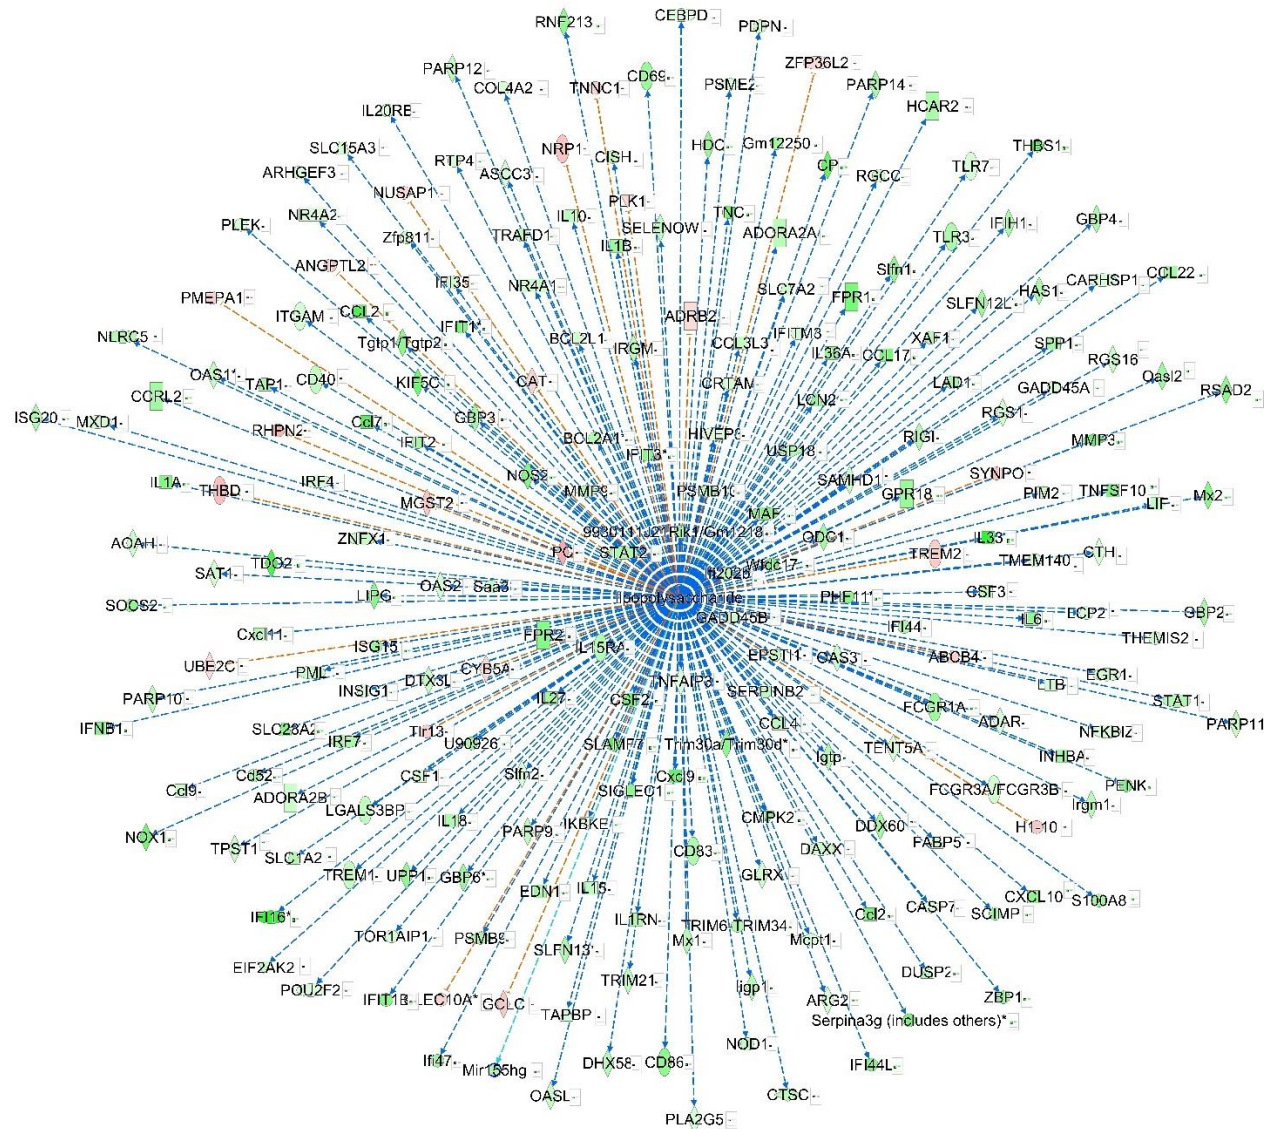 RNF213
CEBPD
PDPN
PARP12
COL4A2
TNNC1
CD69
PSME2
ZFP36L2
PARP14
IL20RB
HCAR2
SLC15A3
RTP4
NRP1
CISH
HDC
Gm12250
THBS1
ARHGEF3
ASCC3
CP
RGCC
TLR7
NUSAP1
PLK1
PLEK
NR4A2
IL10
TNC
IFIH1
GBP4
Zfp811
TRAFD1
IL1B
SELENOW
ADORA2A
TLR3
ANGPTL2
IFI35
NR4A1
SLC7A2
Slfn1
CARHSP1
CCL22
PMEPA1
ITGAM
CCL2
IFIT1*
ADRB2
FPR1
SLFN12L
HAS1
NLRC5
Tgtp1/Tgtp2
BCL2L1
IRGM
CCL3L3
IFITM3
XAF1
SPP1
IL36A
CCL17
RGS16
OAS1*
TAP1
CD40
KIF5C
CAT
CRTAM
LAD1
GADD45A
Oasl2
CCRL2
LCN2
RSAD2
ISG20
MXD1
RHPN2
Ccl7
GBP3
RGS1
IFIT2
BCL2A1
HIVEP3
RIGI
MMP3
IFIT3*
USP18
IL1A
THBD
IRF4
NOS2
MMP9
PSMB10
SAMHD1
SYNPO
MGST2
GPR18
PIM2
TNFSF10*
LIF
Mx2
MAF
ZNFX1
9930111J21Rik1/Gm1218
ODC1
IL33
AOAH
PC
STAT2
TREM2
TMEM140
CTH
TDO2
Wfdc17
SAT1
OAS2
Saa3
Ifi202b
LIPG
lipopolysaccharide
PHF11*
CSF3
SOCS2
GADD45B
IL6
LCP2
GBP2
Cxcl11
FPR2
IFI44
THEMIS2
ISG15
IL15RA
EPSTI1
CAS3
ABCB4
UBE2C
PML
CYB5A
EGR1
DTX3L
TNFAIP3
LTB
PARP10
INSIG1
IL27
CSF2
SERPINB2
FCGR1A
STAT1
IFNB1
SLC28A2
Tlr13
CCL4
ADAR
NFKBIZ
PARP11
IRF7
U90926
SLAMF7
Trim30a/Trim30d*
Igtp
TENT5A
INHBA
Ccl9
Cd52
CSF1
Slfn2
Cxcl9
FCGR3A/FCGR3B
PENK
ADORA2B
SIGLEC1
Irgm1
LGALS3BP
IL18
IKBKE
CMPK2
DDX60
H1-10
NOX1
PARP9
TPST1
SLC1A2
CD83
DAXX
FABP5
TREM1
UPP1
GBP6*
GLRX
EDN1
IL15
CXCL10
S100A8
IFI16*
IL1RN
TRIM6-TRIM34
Ccl2
CASP7
SCIMP
TOR1AIP1
PSMB9
SLFN13
Mx1
Mcpt1
EIF2AK2
DUSP2
POU2F2
TRIM21
Iigp1
ARG2
ZBP1
IFIT1B
CLEC10A*
GCLC
TAPBP
Serpina3g (includes others)*
NOD1
Ifi47
Mir155hg
DHX58
CD86
IFI44L
OASL
CTSC
PLA2G5